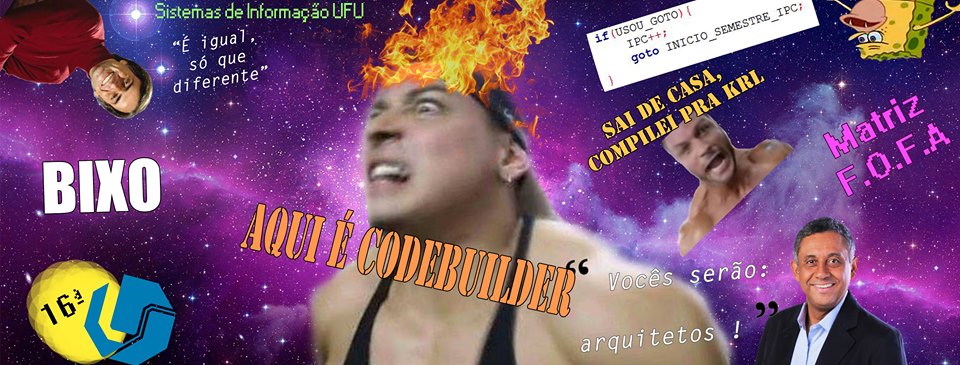 Sistemas de Informação UFU
“É igual,
só que
diferente”
if(USOU_GOTO){
IPC++;
goto INICIO_SEMESTRE_IPC;
}
SAI DE CASA,
COMPILEI PRA KRL
Matriz
F.O.F.A
BIXO
AQUI É CODEBUILDER
“ Vocês serão:
arquitetos ! ”
16ª